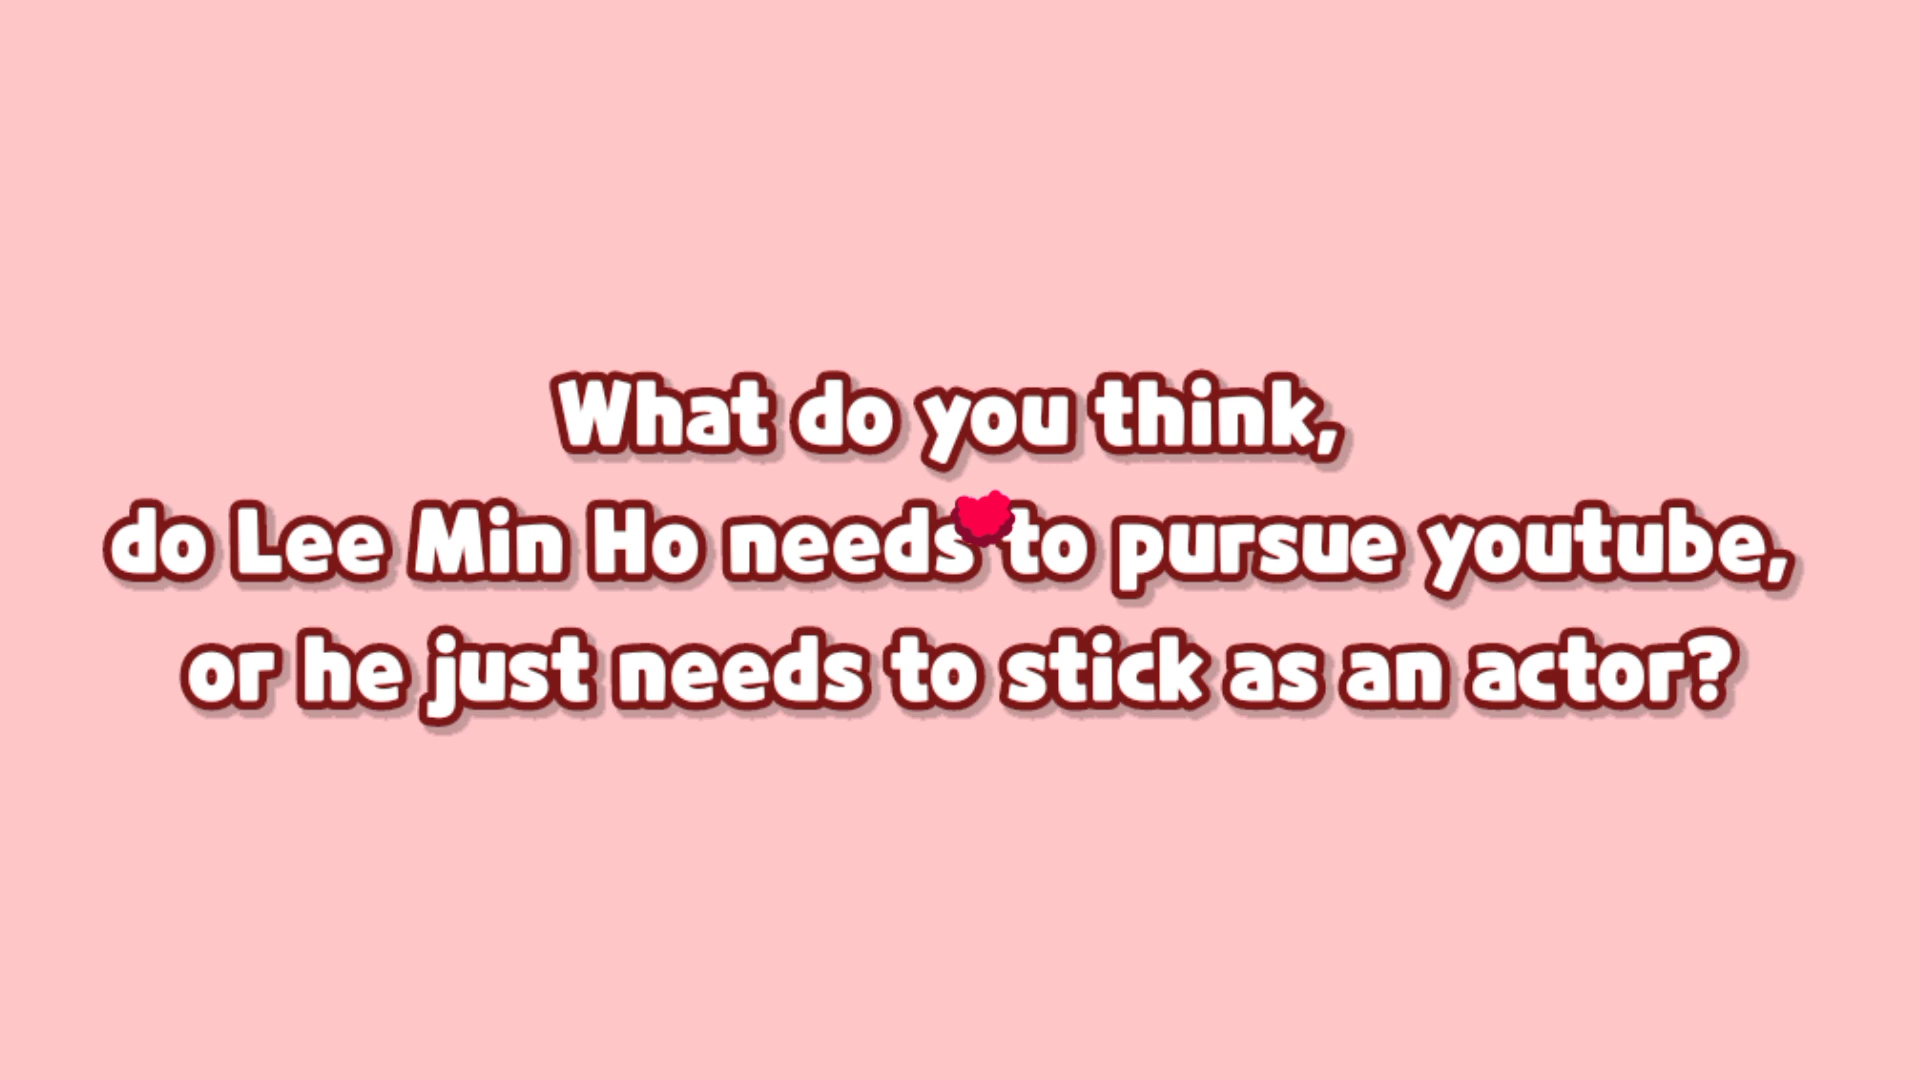 What do you think,
do Lee Min Ho needs to pursue youtube,
or he just needs to stick as an actor?